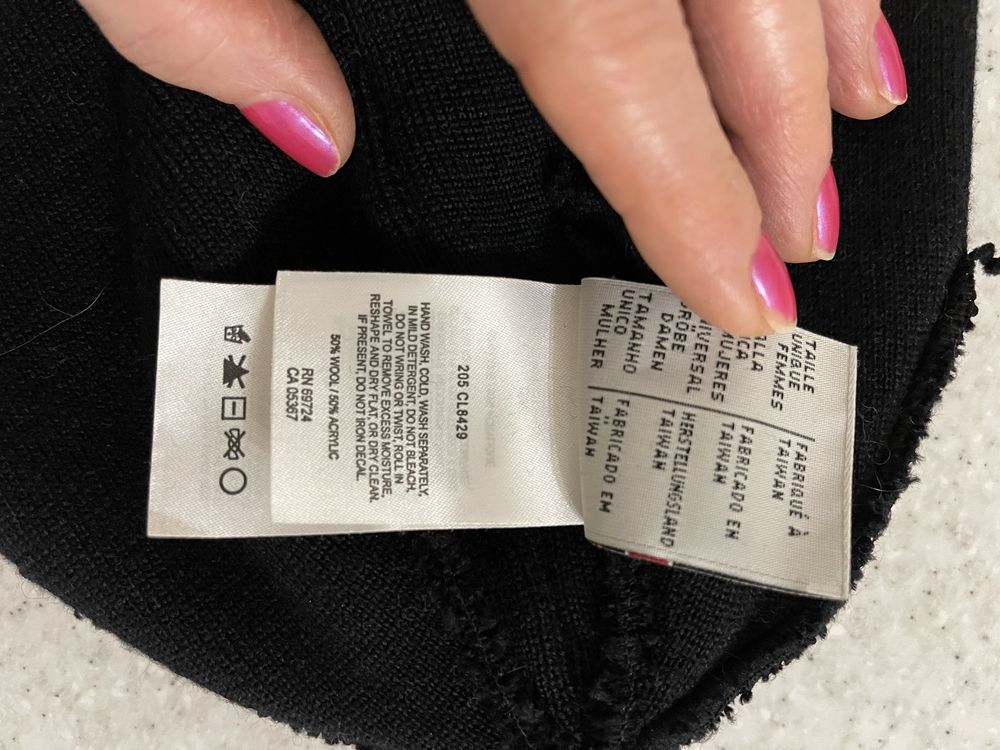 205 CL8429
HAND WASH, COLD, WASH SEPARATELY,
IN MILD DETERGENT. DO NOT BLEACH.
DO NOT WRING OR TWIST, ROLL IN
TOWEL TO REMOVE EXCESS MOISTURE.
RESHAPE AND DRY FLAT, OR DRY CLEAN.
IF PRESENT, DO NOT IRON DECAL.
50% WOOL / 50% ACRYLIC
RN 69724
CA 05367
TAILLE
UNIQUE
FEMMES
MUJERES
DAMEN
TAMANHO
UNICO
MULHER
FABRIQUÉ À
TAIWAN
FABRICADO EN
TAIWAN
HERSTELLUNGSLAND
TAIWAN
FABRICADO EM
TAIWAN